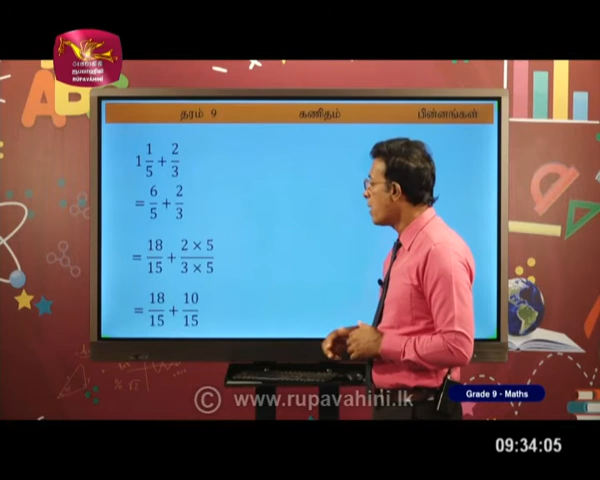 RUPAVAHINI
தரம் 9 கணிதம் பின்னங்கள்
1 1/5 + 2/3
= 6/5 + 2/3
= 18/15 + 2 × 5/3 × 5
= 18/15 + 10/15
Grade 9 - Maths
© www.rupavahini.lk
09:34:05